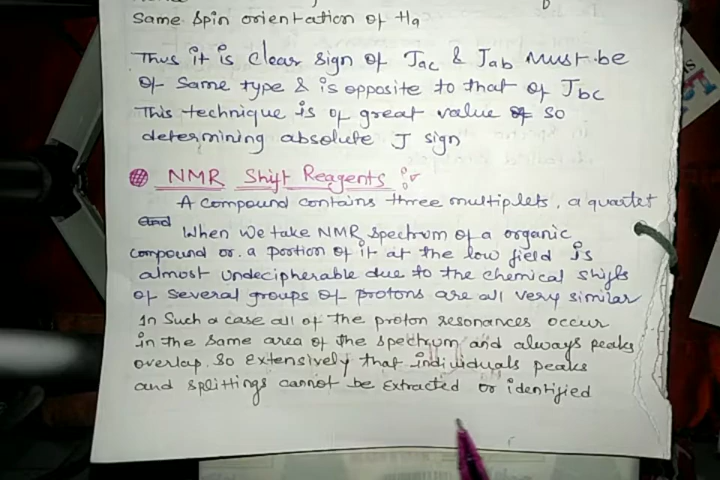 Same spin orientation of Ha
Thus it is clear sign of Jac & Jab must be
of same type & is opposite to that of Jbc
This technique is of great value of so
determining absolute J sign
NMR Shift Reagents :-
A compound contains three multiplets, a quartet
and When we take NMR spectrum of a organic
compound or a portion of it at the low field is
almost undecipherable due to the chemical shifts
of several groups of protons are all very similar
In such a case all of the proton resonances occur
in the same area of the spectrum and always peaks
overlap so extensively that individuals peaks
and splittings cannot be extracted or identified